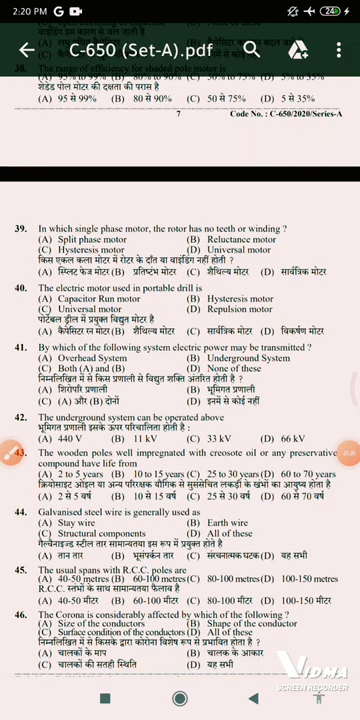 2:20 PM
24
C-650 (Set-A).pdf
38. The range of efficiency for shaded pole motor is
(A) 95% to 99% (B) 80% to 90% (C) 50% to 75% (D) 5% to 35%
शेडेड पोल मोटर की दक्षता की परास है
(A) 95 से 99% (B) 80 से 90% (C) 50 से 75% (D) 5 से 35%
7 Code No. : C-650/2020/Series-A
39. In which single phase motor, the rotor has no teeth or winding ?
(A) Split phase motor (B) Reluctance motor
(C) Hysteresis motor (D) Universal motor
किस एकल कला मोटर में रोटर के दाँत या वाइंडिंग नहीं होती ?
(A) स्प्लिट फेज मोटर (B) प्रतिष्टंभ मोटर (C) शैथिल्य मोटर (D) सार्वत्रिक मोटर
40. The electric motor used in portable drill is
(A) Capacitor Run motor (B) Hysteresis motor
(C) Universal motor (D) Repulsion motor
पोर्टेबल ड्रील में प्रयुक्त विद्युत मोटर है
(A) कैपेसिटर रन मोटर (B) शैथिल्य मोटर (C) सार्वत्रिक मोटर (D) विकर्षण मोटर
41. By which of the following system electric power may be transmitted ?
(A) Overhead System (B) Underground System
(C) Both (A) and (B) (D) None of these
निम्नलिखित में से किस प्रणाली से विद्युत शक्ति अंतरित होती है ?
(A) शिरोपरि प्रणाली (B) भूमिगत प्रणाली
(C) (A) और (B) दोनों (D) इनमें से कोई नहीं
42. The underground system can be operated above
भूमिगत प्रणाली इसके ऊपर परिचालिता होती है :
(A) 440 V (B) 11 kV (C) 33 kV (D) 66 kV
43. The wooden poles well impregnated with creosote oil or any preservative
compound have life from
(A) 2 to 5 years (B) 10 to 15 years (C) 25 to 30 years (D) 60 to 70 years
क्रियोसाइट ऑइल या अन्य परिरक्षक यौगिक से सुसंसेचित लकड़ी के खंभों का आयुष्य होता है
(A) 2 से 5 वर्ष (B) 10 से 15 वर्ष (C) 25 से 30 वर्ष (D) 60 से 70 वर्ष
44. Galvanised steel wire is generally used as
(A) Stay wire (B) Earth wire
(C) Structural components (D) All of these
गैल्वेनाइज्ड स्टील तार सामान्यतया इस रूप में प्रयुक्त होते है
(A) तान तार (B) भूसंपर्कन तार (C) संरचनात्मक घटक (D) यह सभी
45. The usual spans with R.C.C. poles are
(A) 40-50 metres (B) 60-100 metres (C) 80-100 metres (D) 100-150 metres
R.C.C. स्तंभों के साथ सामान्यतया फैलाव है
(A) 40-50 मीटर (B) 60-100 मीटर (C) 80-100 मीटर (D) 100-150 मीटर
46. The Corona is considerably affected by which of the following ?
(A) Size of the conductors (B) Shape of the conductor
(C) Surface condition of the conductors (D) All of these
निम्नलिखित में से किसके द्वारा कोरोना विशेष रूप से प्रभावित होता है ?
(A) चालकों के माप (B) चालक के आकार
(C) चालकों की सतही स्थिति (D) यह सभी
VIDMA
SCREEN RECORDER